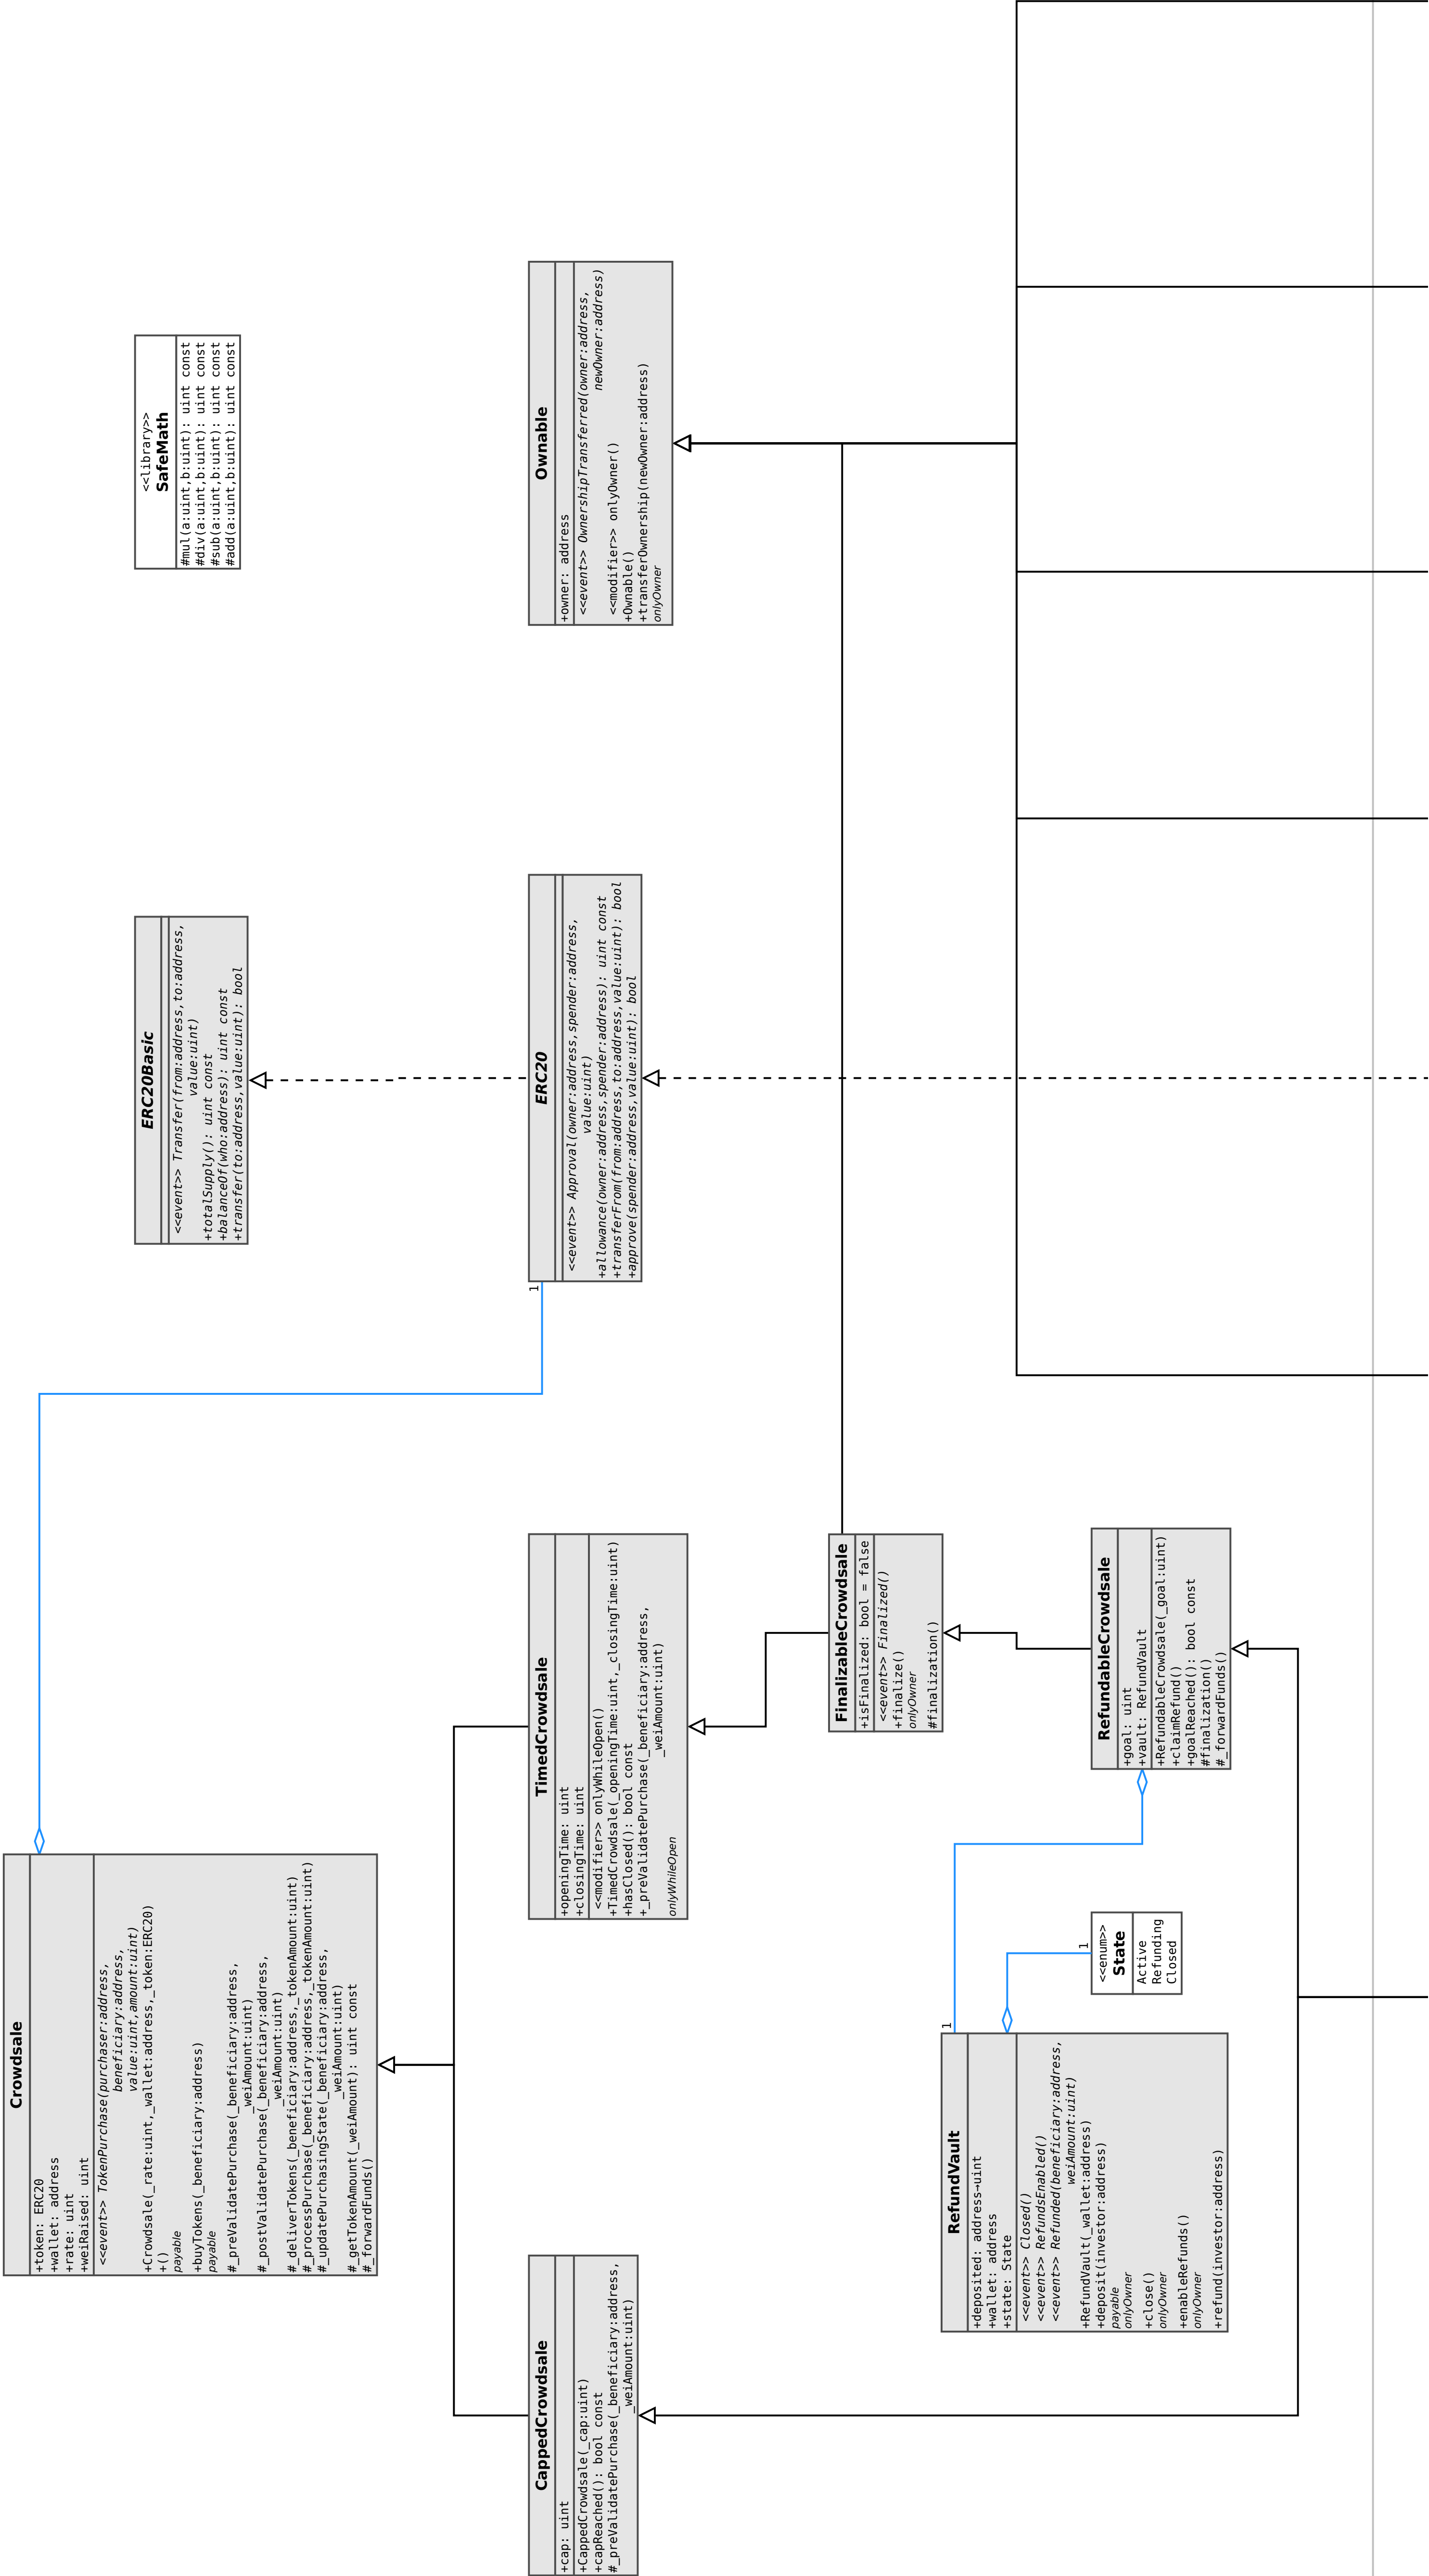 Crowdsale
+token: ERC20
+wallet: address
+rate: uint
+weiRaised: uint
<<event>> TokenPurchase(purchaser:address,
beneficiary:address,
value:uint,amount:uint)
+Crowdsale(_rate:uint,_wallet:address,_token:ERC20)
+()
payable
+buyTokens(_beneficiary:address)
payable
#_preValidatePurchase(_beneficiary:address,
_weiAmount:uint)
#_postValidatePurchase(_beneficiary:address,
_weiAmount:uint)
#_deliverTokens(_beneficiary:address,_tokenAmount:uint)
#_processPurchase(_beneficiary:address,_tokenAmount:uint)
#_updatePurchasingState(_beneficiary:address,
_weiAmount:uint)
#_getTokenAmount(_weiAmount): uint const
#_forwardFunds()
ERC20Basic
<<event>> Transfer(from:address,to:address,
value:uint)
+totalSupply(): uint const
+balanceOf(who:address): uint const
+transfer(to:address,value:uint): bool
<<library>>
SafeMath
#mul(a:uint,b:uint): uint const
#div(a:uint,b:uint): uint const
#sub(a:uint,b:uint): uint const
#add(a:uint,b:uint): uint const
CappedCrowdsale
+cap: uint
+CappedCrowdsale(_cap:uint)
+capReached(): bool const
#_preValidatePurchase(_beneficiary:address,
_weiAmount:uint)
TimedCrowdsale
+openingTime: uint
+closingTime: uint
<<modifier>> onlyWhileOpen()
+TimedCrowdsale(_openingTime:uint,_closingTime:uint)
+hasClosed(): bool const
+_preValidatePurchase(_beneficiary:address,
_weiAmount:uint)
onlyWhileOpen
1
ERC20
<<event>> Approval(owner:address,spender:address,
value:uint)
+allowance(owner:address,spender:address): uint const
+transferFrom(from:address,to:address,value:uint): bool
+approve(spender:address,value:uint): bool
Ownable
+owner: address
<<event>> OwnershipTransferred(owner:address,
newOwner:address)
<<modifier>> onlyOwner()
+Ownable()
+transferOwnership(newOwner:address)
onlyOwner
FinalizableCrowdsale
+isFinalized: bool = false
<<event>> Finalized()
+finalize()
onlyOwner
#finalization()
1
RefundVault
+deposited: address→uint
+wallet: address
+state: State
<<event>> Closed()
<<event>> RefundsEnabled()
<<event>> Refunded(beneficiary:address,
weiAmount:uint)
+RefundVault(_wallet:address)
+deposit(investor:address)
payable
onlyOwner
+close()
onlyOwner
+enableRefunds()
onlyOwner
+refund(investor:address)
1
<<enum>>
State
Active
Refunding
Closed
RefundableCrowdsale
+goal: uint
+vault: RefundVault
+RefundableCrowdsale(_goal:uint)
+claimRefund()
+goalReached(): bool const
#finalization()
#_forwardFunds()